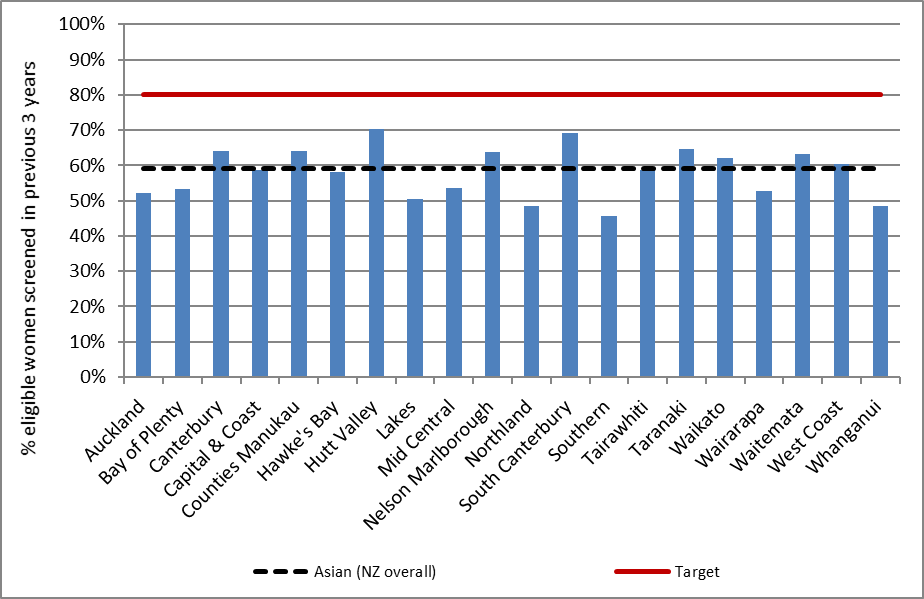 % eligible women screened in previous 3 years
100%
90%
80%
70%
60%
50%
40%
30%
20%
10%
0%
Auckland
Bay of Plenty
Canterbury
Capital & Coast
Counties Manukau
Hawke's Bay
Hutt Valley
Lakes
Mid Central
Nelson Marlborough
Northland
South Canterbury
Southern
Tairawhiti
Taranaki
Waikato
Wairarapa
Waitemata
West Coast
Whanganui
Asian (NZ overall)
Target